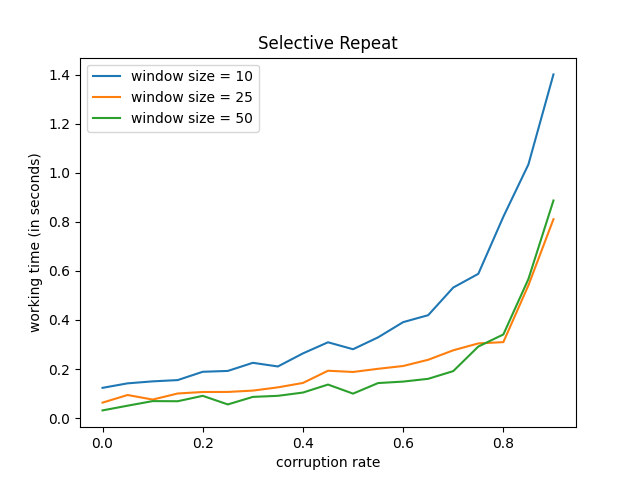 Selective Repeat
window size = 10
window size = 25
window size = 50
working time (in seconds)
1.4
1.2
1.0
0.8
0.6
0.4
0.2
0.0
0.0 0.2 0.4 0.6 0.8
corruption rate